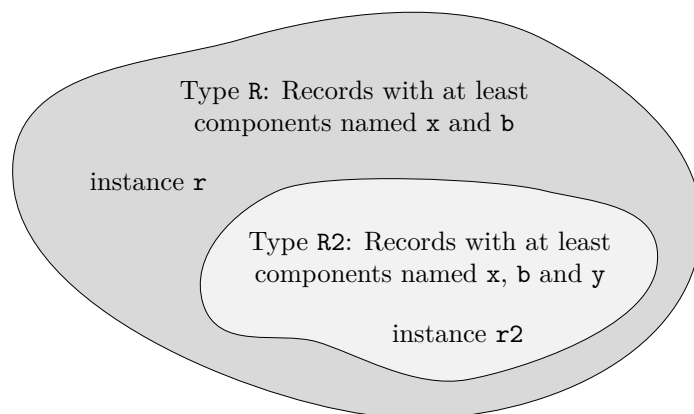 Type R: Records with at least
components named x and b
instance r
Type R2: Records with at least
components named x, b and y
instance r2